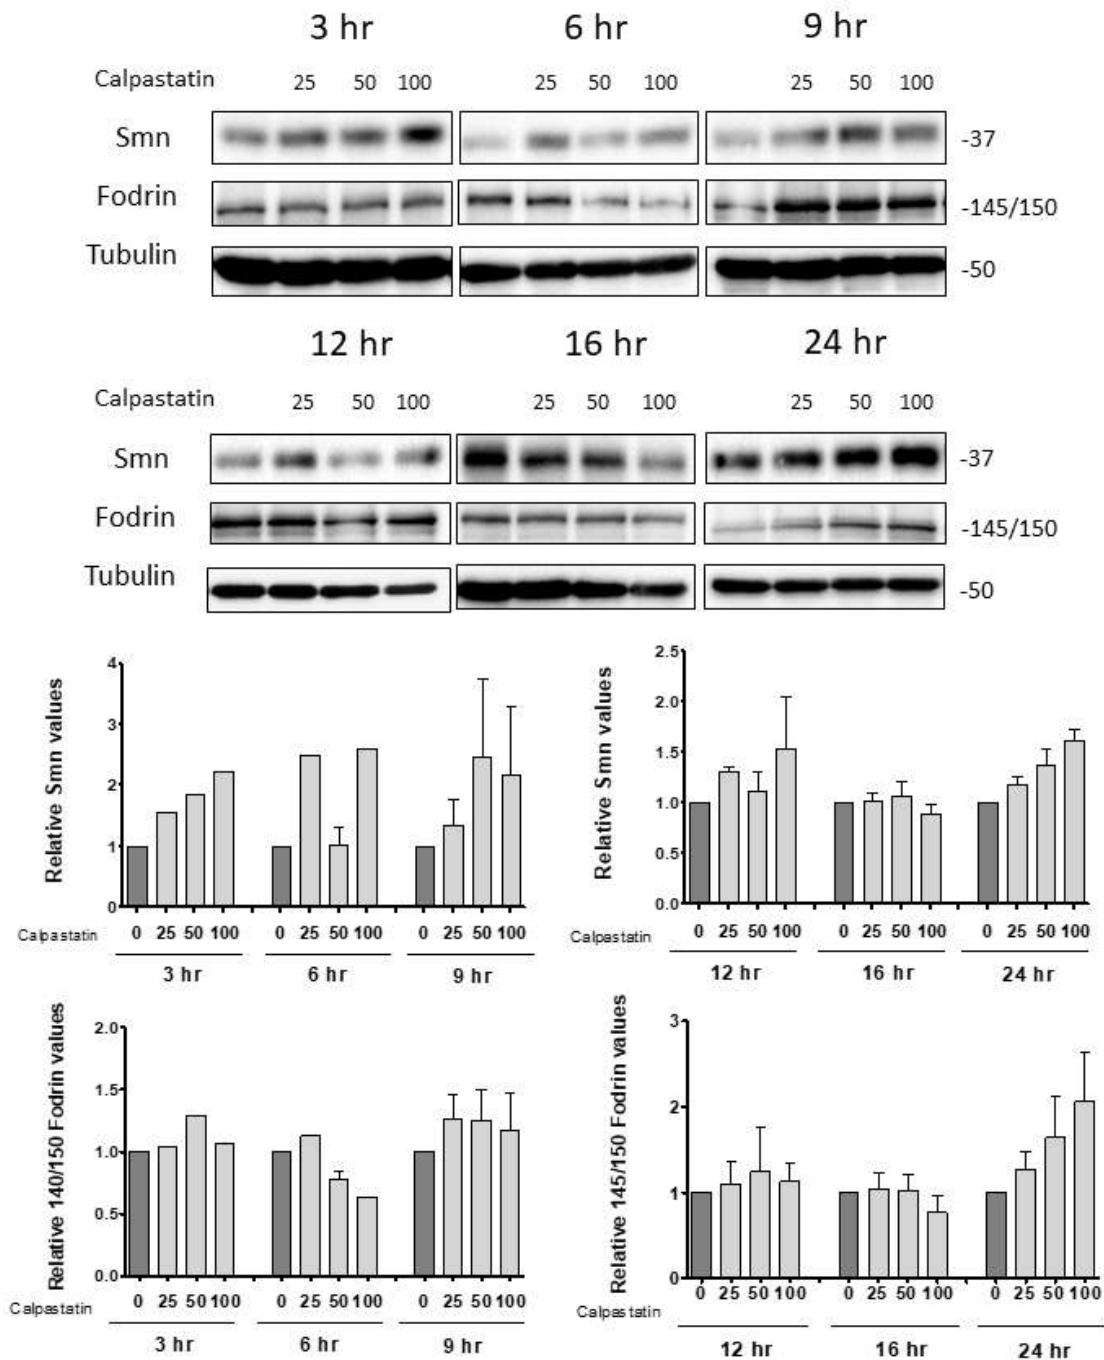 3 hr 6 hr 9 hr
Calpastatin 25 50 100 25 50 100 25 50 100
Smn -37
Fodrin -145/150
Tubulin -50
12 hr 16 hr 24 hr
Calpastatin 25 50 100 25 50 100 25 50 100
Smn -37
Fodrin -145/150
Tubulin -50
Relative Smn values
4
3
2
1
0
Calpastatin 0 25 50 100 0 25 50 100 0 25 50 100
3 hr 6 hr 9 hr
Relative Smn values
2.5
2.0
1.5
1.0
0.5
0.0
Calpastatin 0 25 50 100 0 25 50 100 0 25 50 100
12 hr 16 hr 24 hr
Relative 140/150 Fodrin values
2.0
1.5
1.0
0.5
0.0
Calpastatin 0 25 50 100 0 25 50 100 0 25 50 100
3 hr 6 hr 9 hr
Relative 145/150 Fodrin values
3
2
1
0
Calpastatin 0 25 50 100 0 25 50 100 0 25 50 100
12 hr 16 hr 24 hr